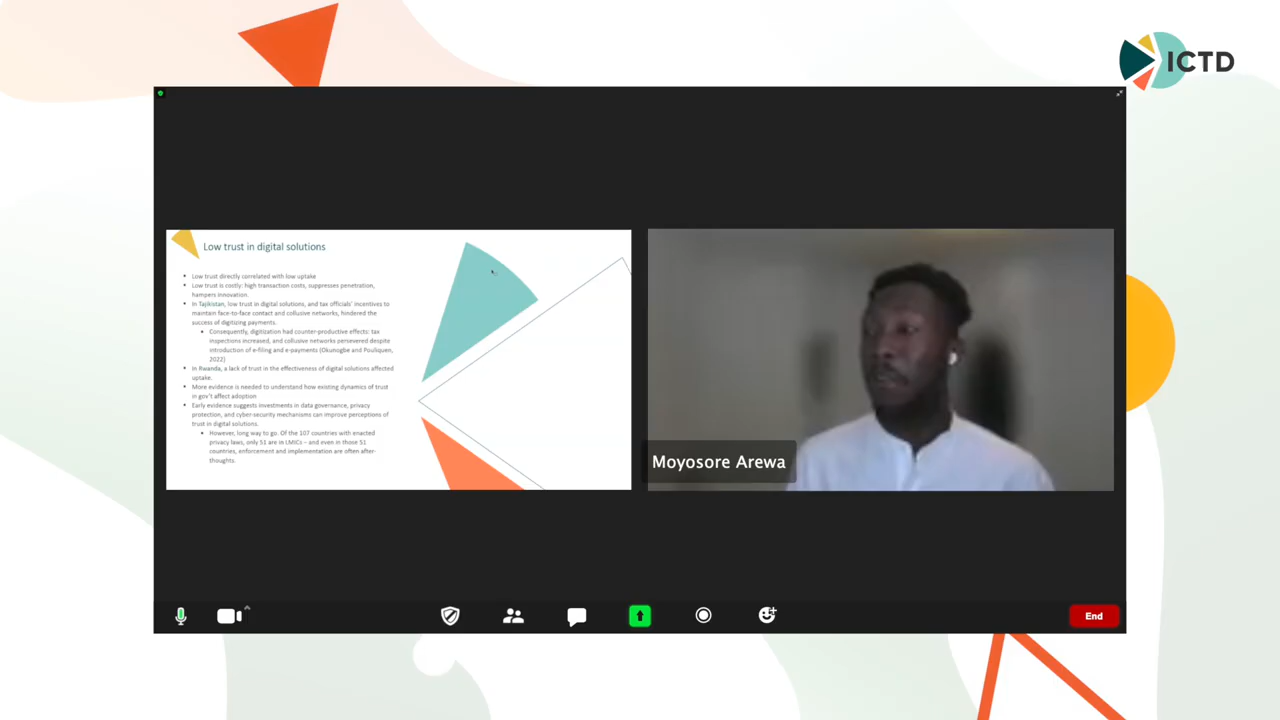 ICTD
Low trust in digital solutions
• Low trust directly correlated with low uptake
• Low trust is costly: high transaction costs, suppresses penetration,
hampers innovation.
• In Tajikistan, low trust in digital solutions, and tax officials' incentives to
maintain face-to-face contact and collusive networks, hindered the
success of digitizing payments.
• Consequently, digitization had counter-productive effects: tax
inspections increased, and collusive networks persevered despite
introduction of e-filing and e-payments (Okunogbe and Pouliquen,
2022)
• In Rwanda, a lack of trust in the effectiveness of digital solutions affected
uptake.
• More evidence is needed to understand how existing dynamics of trust
in gov't affect adoption
• Early evidence suggests investments in data governance, privacy
protection, and cyber-security mechanisms can improve perceptions of
trust in digital solutions.
• However, long way to go. Of the 107 countries with enacted
privacy laws, only 51 are in LMICs – and even in those 51
countries, enforcement and implementation are often after-
thoughts.
Moyosore Arewa
End